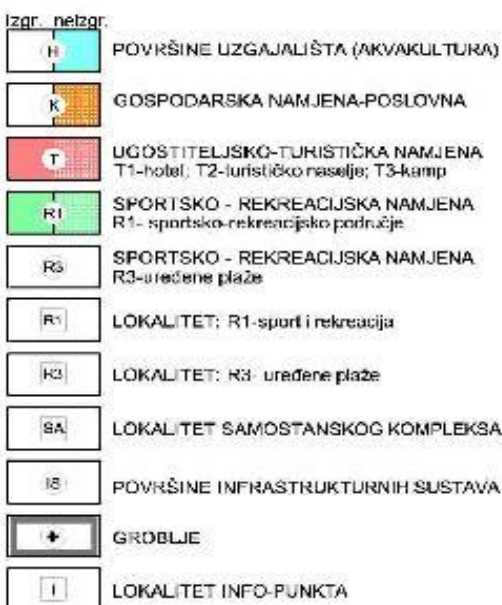 Izgr. neizgr.
H POVRŠINE UZGAJALIŠTA (AKVAKULTURA)
K GOSPODARSKA NAMJENA-POSLOVNA
T UGOSTITELJSKO-TURISTIČKA NAMJENA
T1-hotel; T2-turističko naselje; T3-kamp
R1 SPORTSKO - REKREACIJSKA NAMJENA
R1- sportsko-rekreacijsko područje
R3 SPORTSKO - REKREACIJSKA NAMJENA
R3-uređene plaže
R1 LOKALITET: R1-sport i rekreacija
R3 LOKALITET: R3- uređene plaže
SA LOKALITET SAMOSTANSKOG KOMPLEKSA
IS POVRŠINE INFRASTRUKTURNIH SUSTAVA
GROBLJE
I LOKALITET INFO-PUNKTA